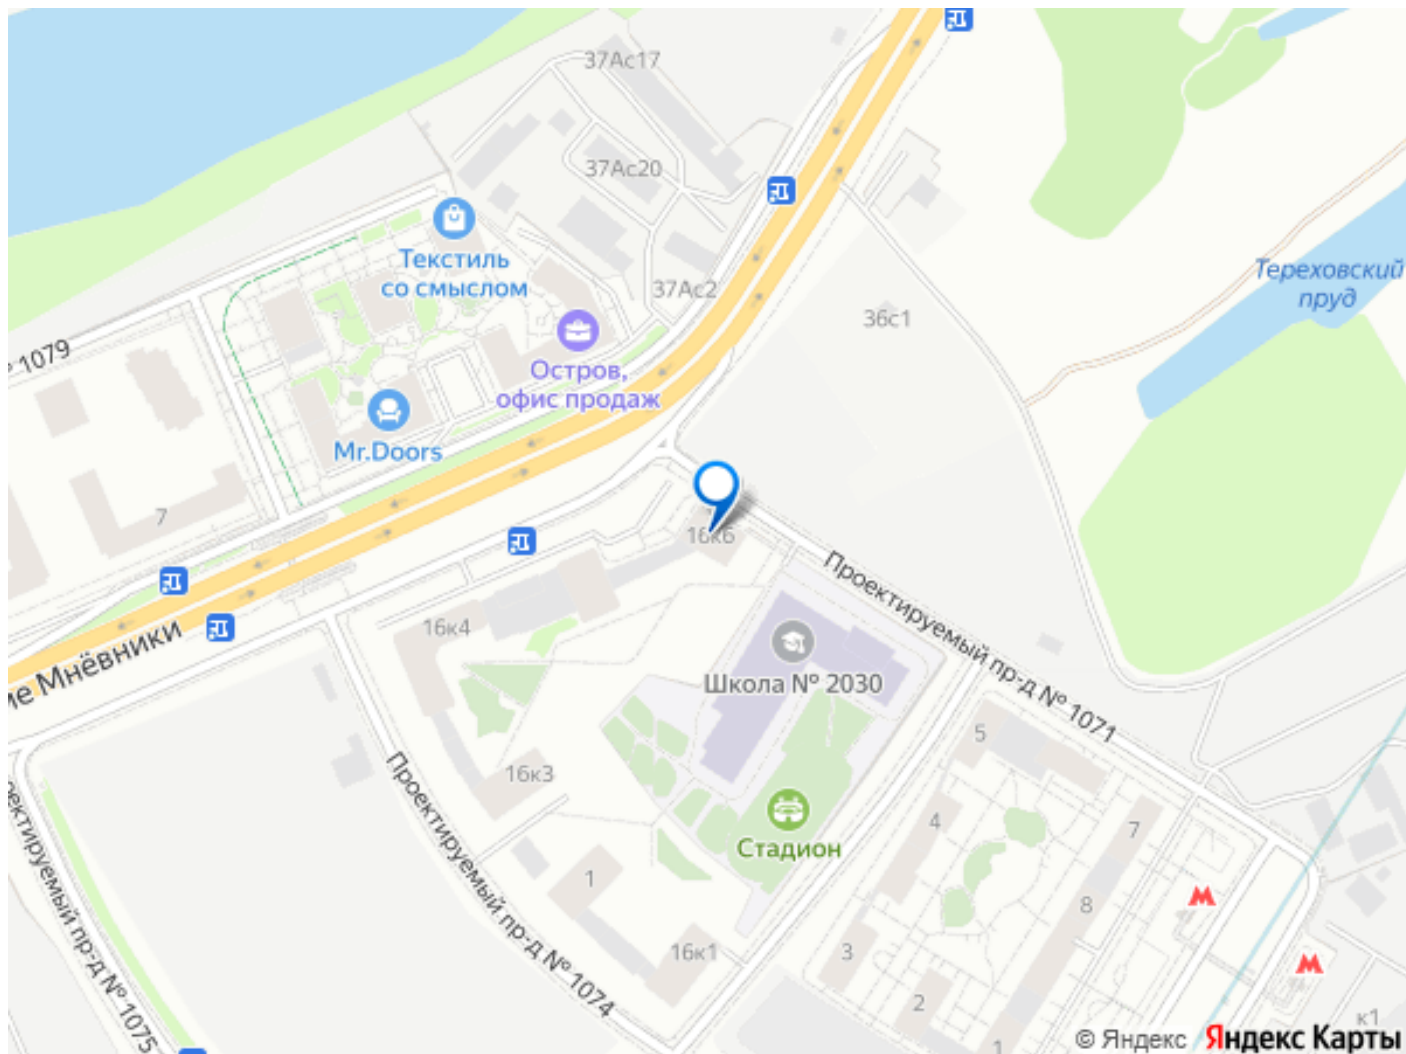 37Ас17
37Ас20
Текстиль
со смыслом
37Ас2
Тереховский
пруд
36с1
№ 1079
Остров,
офис продаж
Mr.Doors
7
16к6
Проектируемый пр-д № 1071
ие Мнёвники
16к4
Школа № 2030
5
16к3
Проектируемый пр-д № 1074
ектируемый пр-д № 1075
4
7
Стадион
1
8
16к1
3
2
1
к1
© Яндекс Яндекс Карты